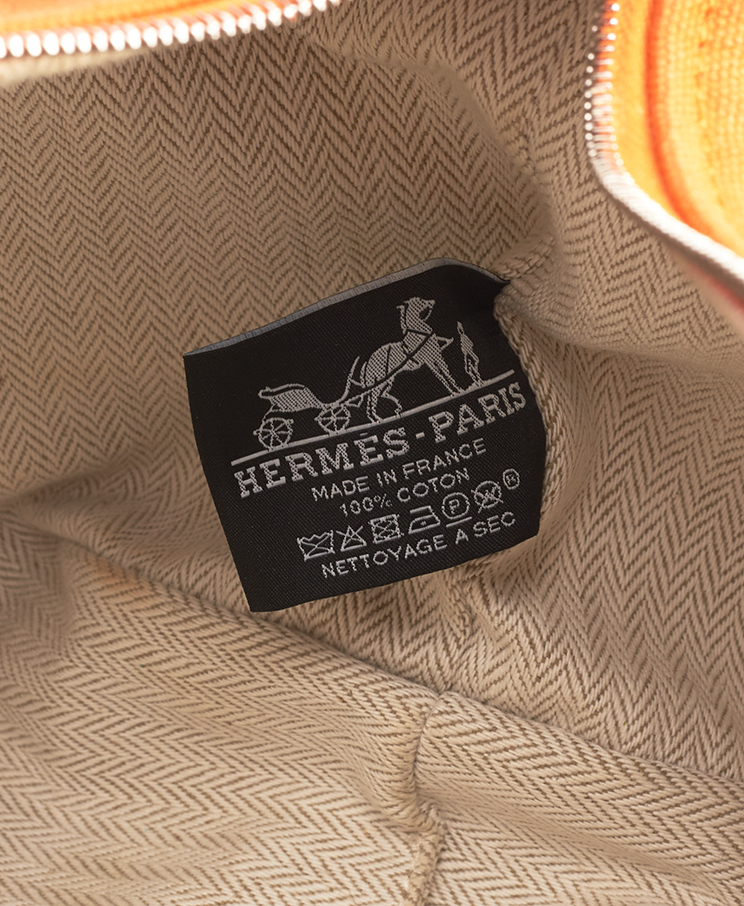 HERMÈS-PARIS
MADE IN FRANCE
100% COTON
P ®
NETTOYAGE A SEC